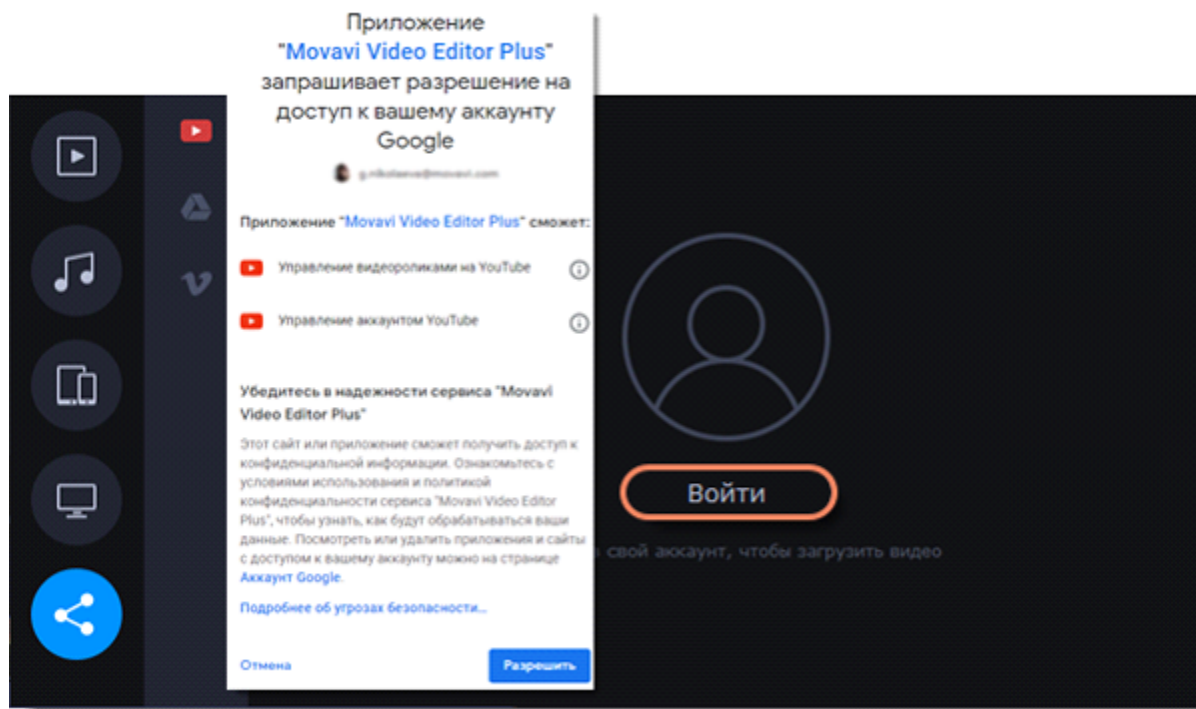 Приложение
"Movavi Video Editor Plus"
запрашивает разрешение на
доступ к вашему аккаунту
Google
g.nikolaeva@movavi.com
Приложение "Movavi Video Editor Plus" сможет:
Управление видеороликами на YouTube
Управление аккаунтом YouTube
Убедитесь в надежности сервиса "Movavi
Video Editor Plus"
Этот сайт или приложение сможет получить доступ к
конфиденциальной информации. Ознакомьтесь с
условиями использования и политикой
конфиденциальности сервиса "Movavi Video Editor
Plus", чтобы узнать, как будут обрабатываться ваши
данные. Посмотреть или удалить приложения и сайты
с доступом к вашему аккаунту можно на странице
Аккаунт Google.
Подробнее об угрозах безопасности…
Отмена
Разрешить
Войти
свой аккаунт, чтобы загрузить видео